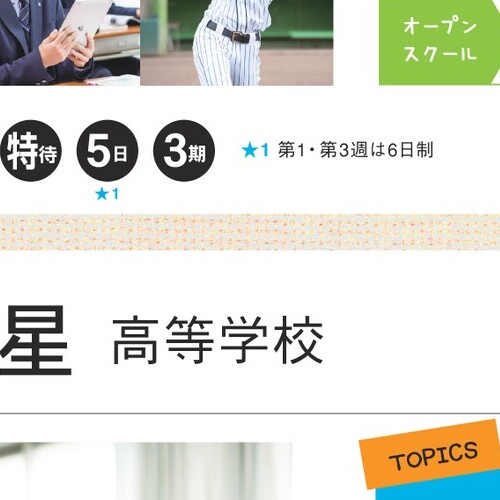 オープン
スクール
特待 5日 3期 ★1 第1・第3週は6日制
★1
星 高等学校
TOPICS